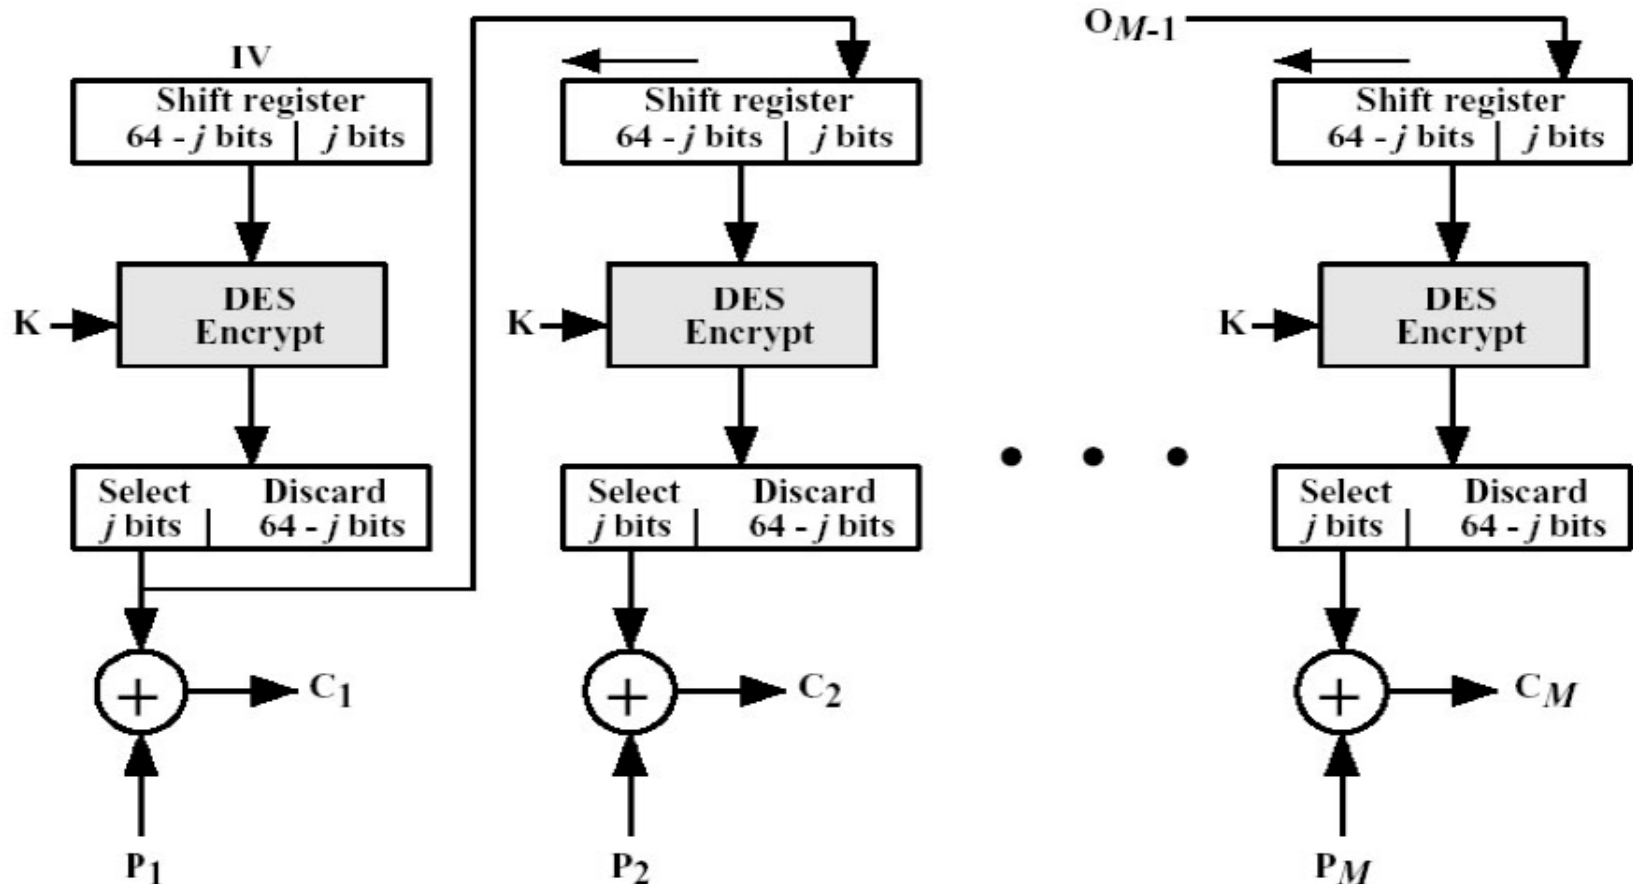 IV
Shift register
64 - j bits | j bits
K
DES
Encrypt
Select Discard
j bits | 64 - j bits
+
C1
P1
Shift register
64 - j bits | j bits
K
DES
Encrypt
Select Discard
j bits | 64 - j bits
+
C2
P2
OM-1
Shift register
64 - j bits | j bits
K
DES
Encrypt
Select Discard
j bits | 64 - j bits
+
CM
PM